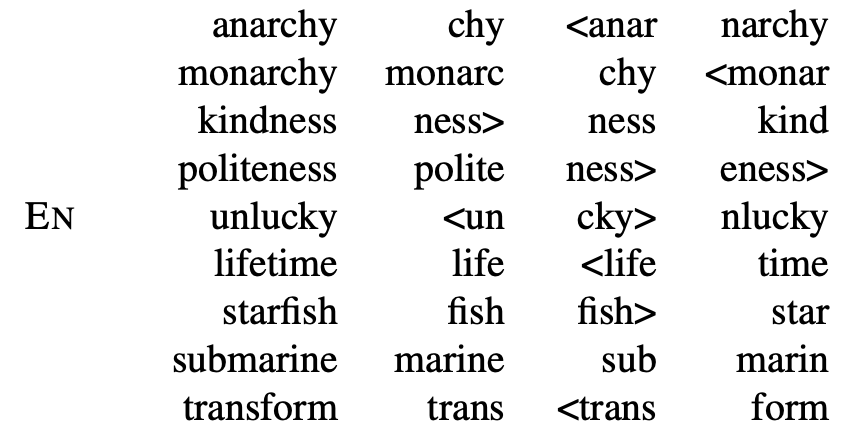 anarchy chy <anar narchy
monarchy monarc chy <monar
kindness ness> ness kind
politeness polite ness> eness>
EN unlucky <un cky> nlucky
lifetime life <life time
starfish fish fish> star
submarine marine sub marin
transform trans <trans form